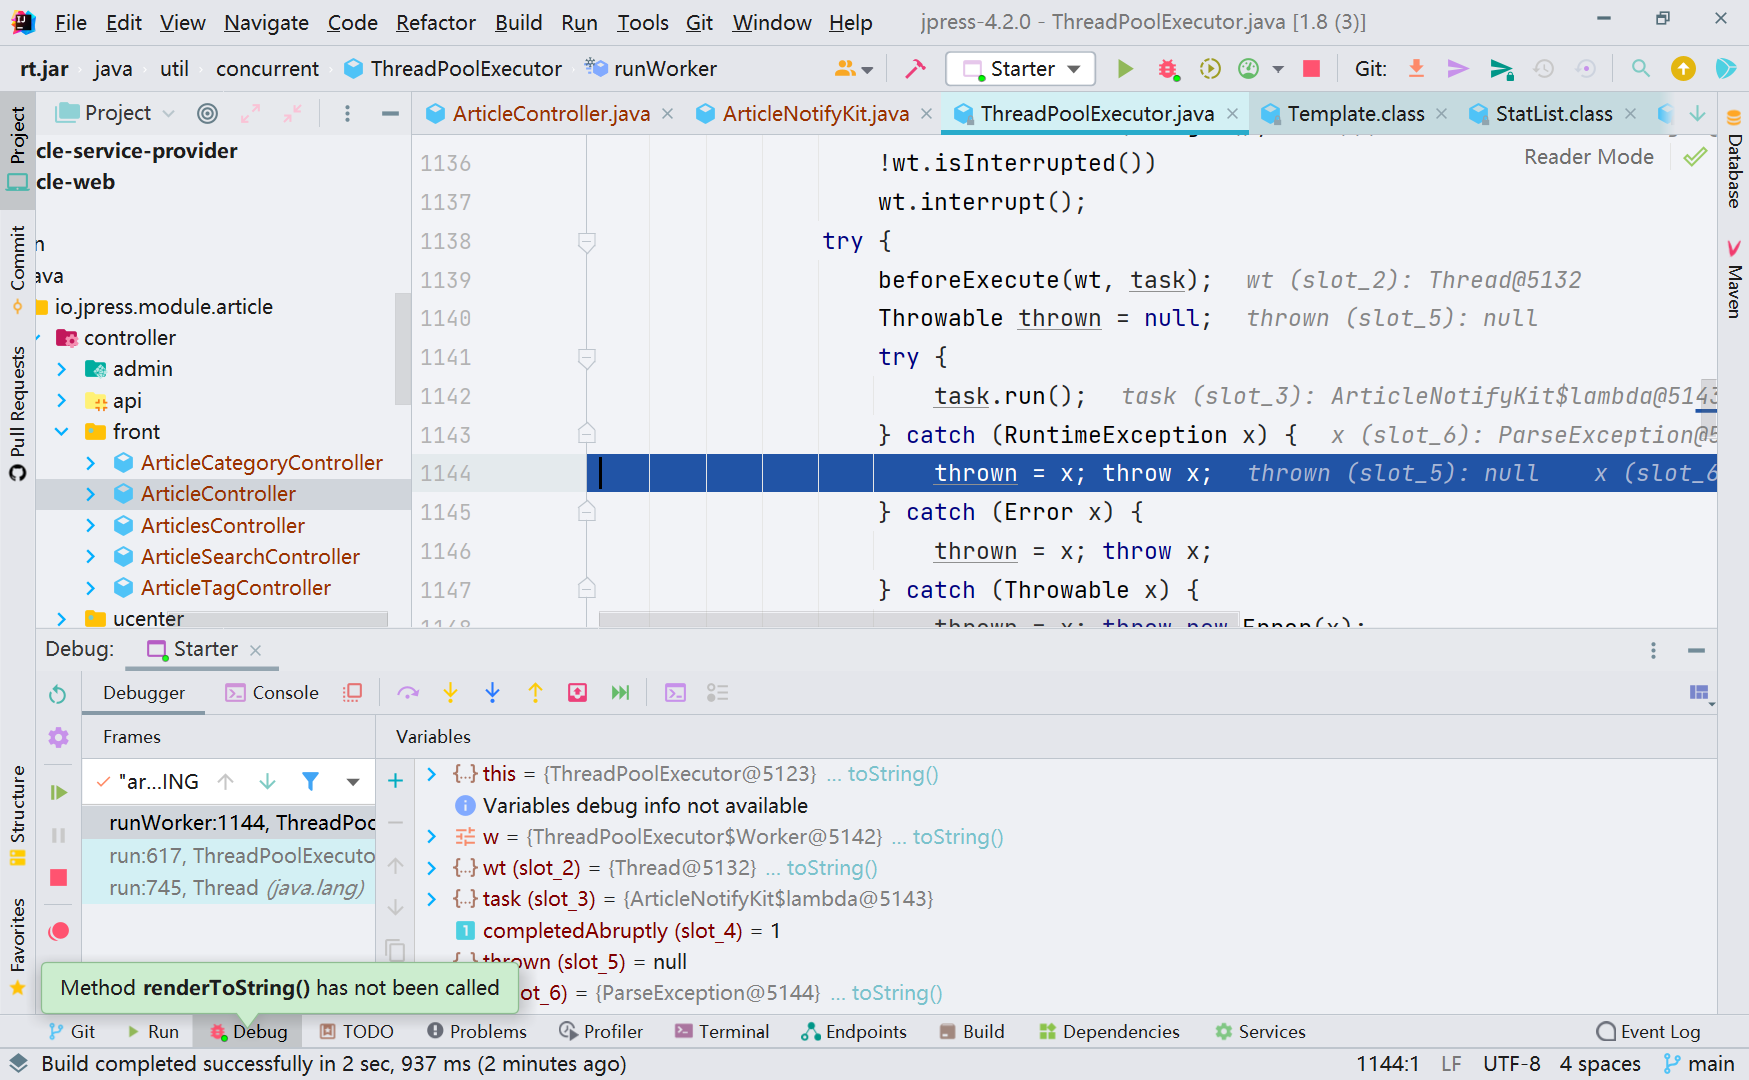 File Edit View Navigate Code Refactor Build Run Tools Git Window Help jpress-4.2.0 - ThreadPoolExecutor.java [1.8 (3)]
rt.jar java util concurrent ThreadPoolExecutor runWorker Starter Git:
Project
ArticleController.java ArticleNotifyKit.java ThreadPoolExecutor.java Template.class StatList.class
Reader Mode
cle-service-provider
cle-web
n
ava
io.jpress.module.article
controller
admin
api
front
ArticleCategoryController
ArticleController
ArticlesController
ArticleSearchController
ArticleTagController
ucenter
1136 !wt.isInterrupted())
1137 wt.interrupt();
1138 try {
1139 beforeExecute(wt, task); wt (slot_2): Thread@5132
1140 Throwable thrown = null; thrown (slot_5): null
1141 try {
1142 task.run(); task (slot_3): ArticleNotifyKit$lambda@5143
1143 } catch (RuntimeException x) { x (slot_6): ParseException@5
1144 thrown = x; throw x; thrown (slot_5): null x (slot_6
1145 } catch (Error x) {
1146 thrown = x; throw x;
1147 } catch (Throwable x) {
1148 thrown = x; throw new Error(x);
Project
Commit
Pull Requests
Structure
Favorites
Database
Maven
Debug: Starter
Debugger Console
Frames Variables
"ar...ING
runWorker:1144, ThreadPoo
run:617, ThreadPoolExecuto
run:745, Thread (java.lang)
this = {ThreadPoolExecutor@5123} ... toString()
Variables debug info not available
w = {ThreadPoolExecutor$Worker@5142} ... toString()
wt (slot_2) = {Thread@5132} ... toString()
task (slot_3) = {ArticleNotifyKit$lambda@5143}
completedAbruptly (slot_4) = 1
thrown (slot_5) = null
ot_6) = {ParseException@5144} ... toString()
Method renderToString() has not been called
Git Run Debug TODO Problems Profiler Terminal Endpoints Build Dependencies Services Event Log
Build completed successfully in 2 sec, 937 ms (2 minutes ago) 1144:1 LF UTF-8 4 spaces main